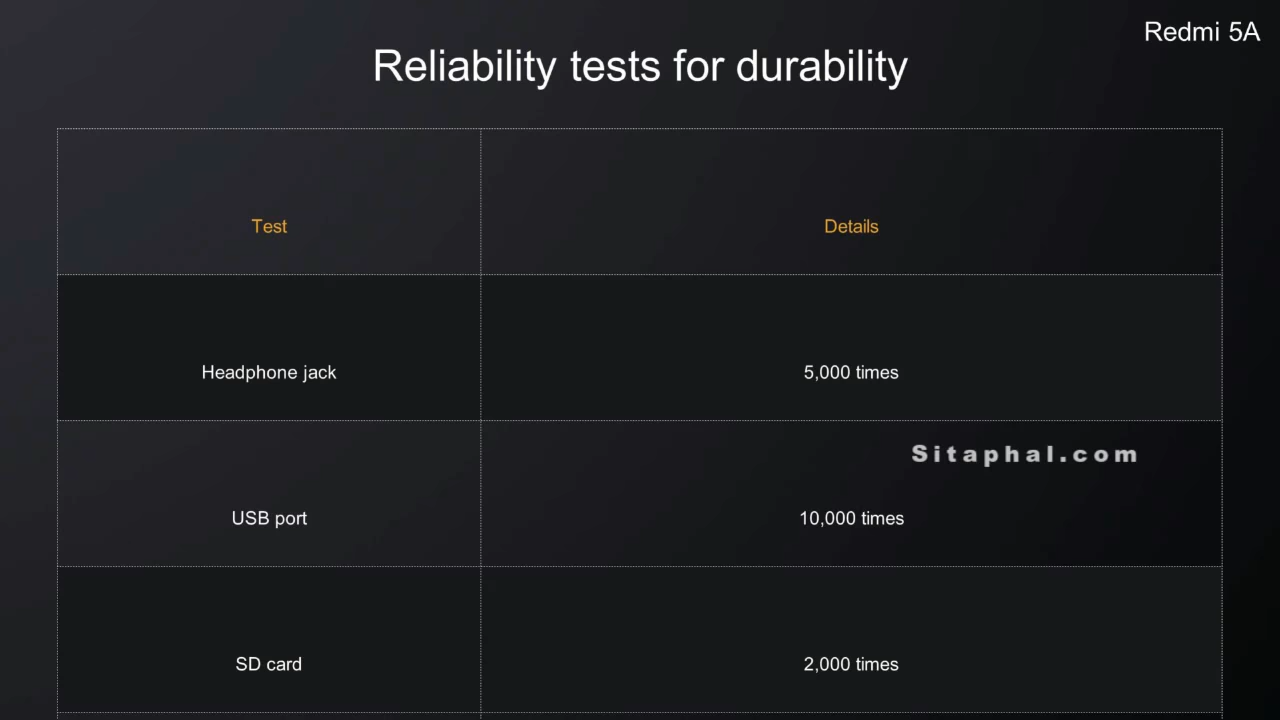 Redmi 5A
Reliability tests for durability
Test
Details
Headphone jack
5,000 times
Sitaphal.com
USB port
10,000 times
SD card
2,000 times